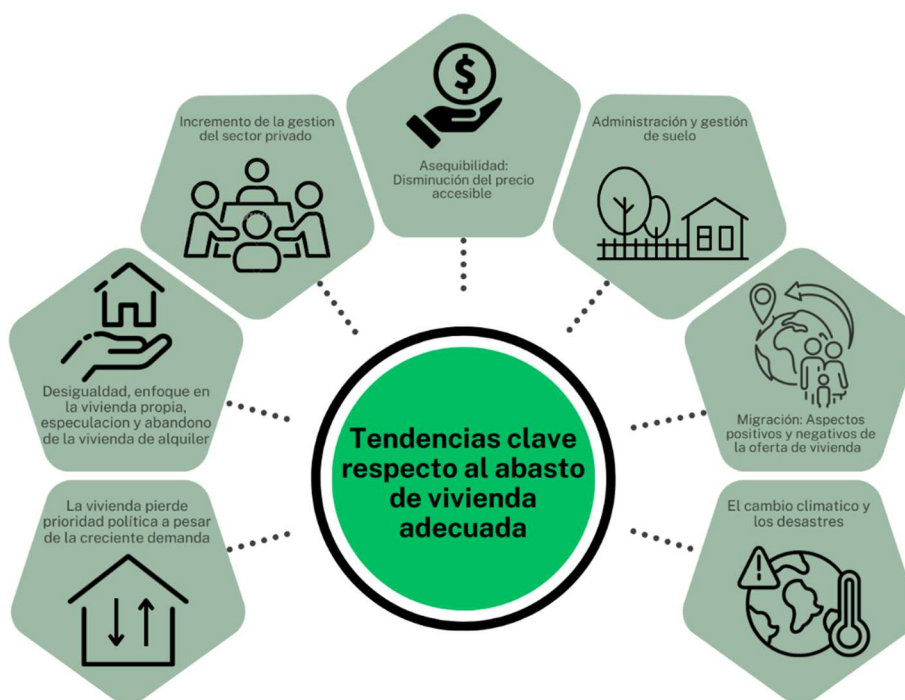 Incremento de la gestion
del sector privado
$
Asequibilidad:
Disminución del precio
accesible
Administración y gestión
de suelo
Desigualdad, enfoque en
la vivienda propia,
especulacion y abandono
de la vivienda de alquiler
Migración: Aspectos
positivos y negativos de
la oferta de vivienda
Tendencias clave
respecto al abasto
de vivienda
adecuada
La vivienda pierde
prioridad política a pesar
de la creciente demanda
El cambio climatico y
los desastres